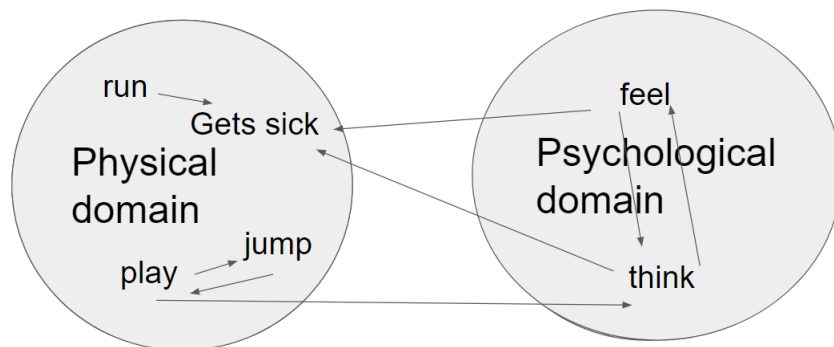 run
Gets sick
Physical
domain
jump
play
feel
Psychological
domain
think